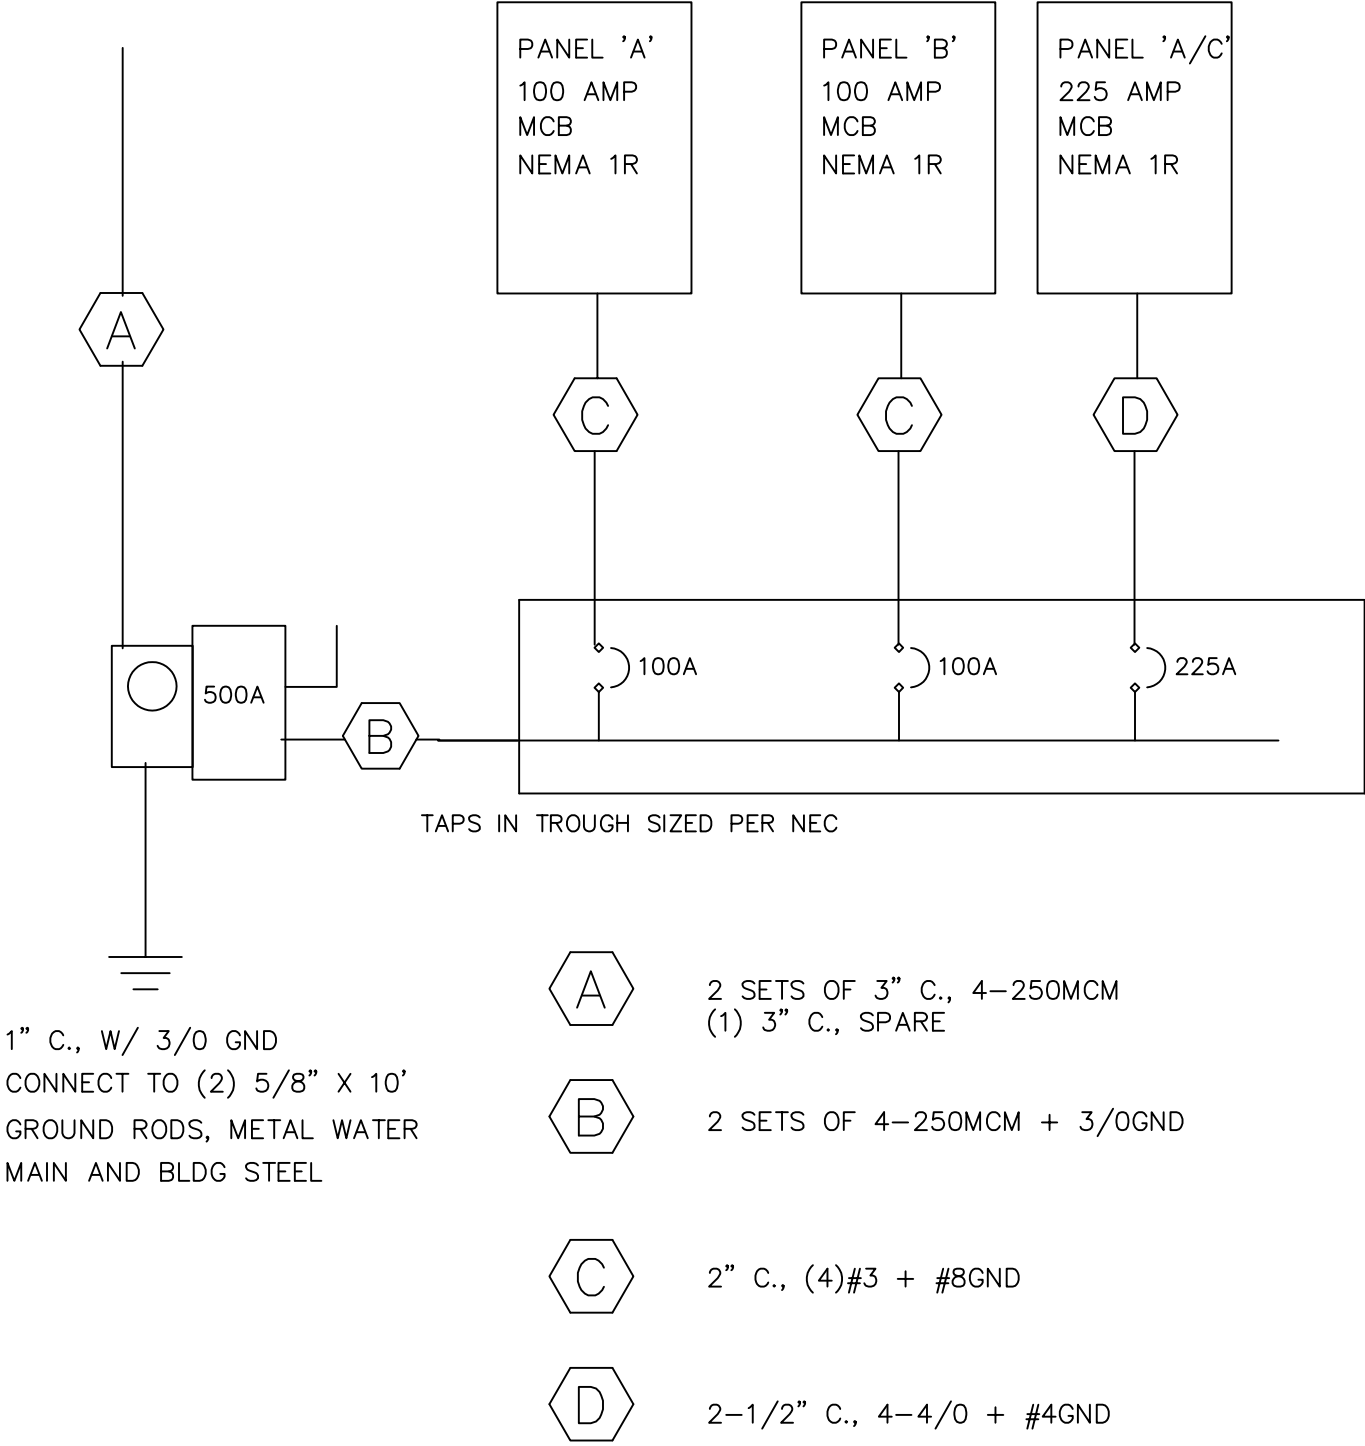 PANEL 'A'
100 AMP
MCB
NEMA 1R
PANEL 'B'
100 AMP
MCB
NEMA 1R
PANEL 'A/C'
225 AMP
MCB
NEMA 1R
A
C
C
D
500A
B
100A
100A
225A
TAPS IN TROUGH SIZED PER NEC
1" C., W/ 3/0 GND
CONNECT TO (2) 5/8" X 10'
GROUND RODS, METAL WATER
MAIN AND BLDG STEEL
A
2 SETS OF 3" C., 4-250MCM
(1) 3" C., SPARE
B
2 SETS OF 4-250MCM + 3/0GND
C
2" C., (4)#3 + #8GND
D
2-1/2" C., 4-4/0 + #4GND